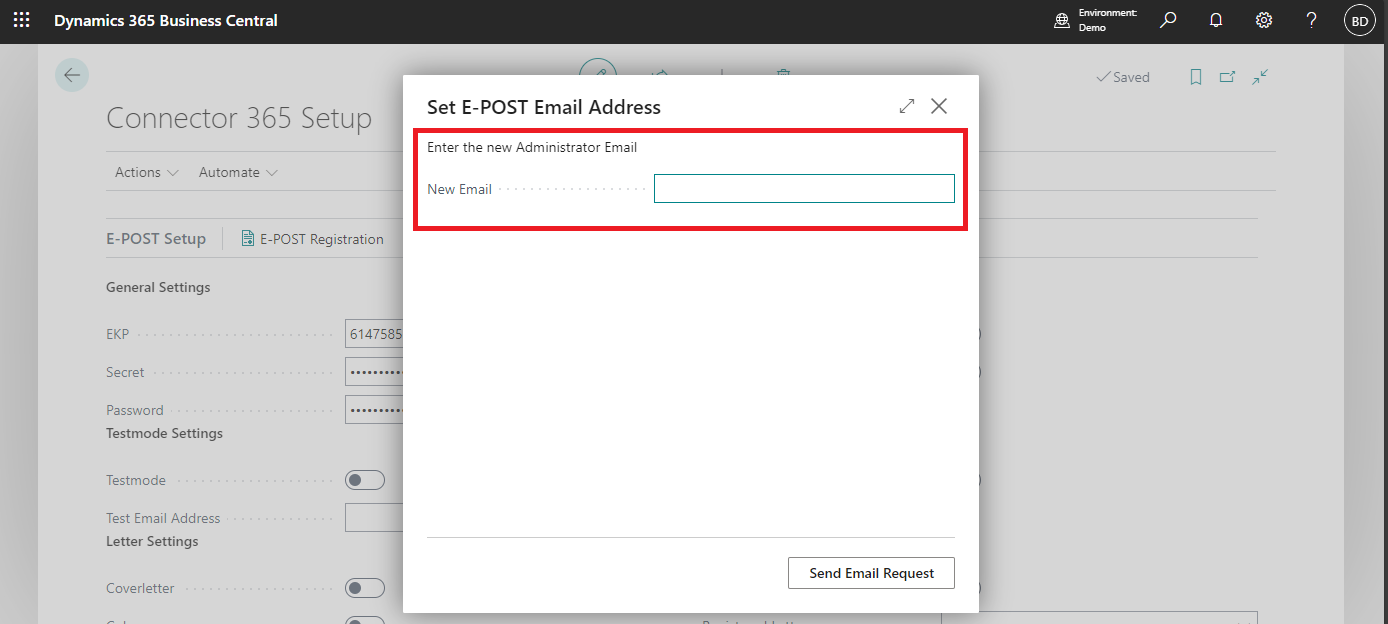 Dynamics 365 Business Central
Environment:
Demo
BD
Saved
Connector 365 Setup
Actions
Automate
E-POST Setup
E-POST Registration
General Settings
EKP
6147585
Secret
Password
Testmode Settings
Testmode
Test Email Address
Letter Settings
Coverletter
Set E-POST Email Address
Enter the new Administrator Email
New Email
Send Email Request